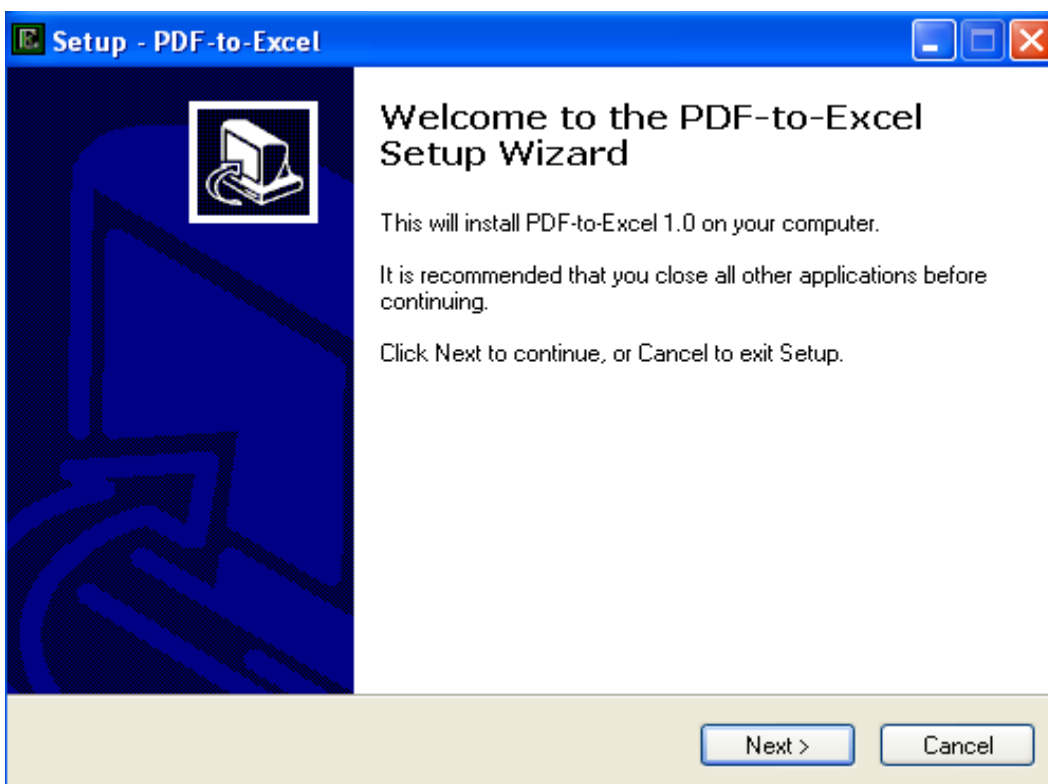 Setup - PDF-to-Excel
Welcome to the PDF-to-Excel
Setup Wizard
This will install PDF-to-Excel 1.0 on your computer.
It is recommended that you close all other applications before
continuing.
Click Next to continue, or Cancel to exit Setup.
Next >
Cancel